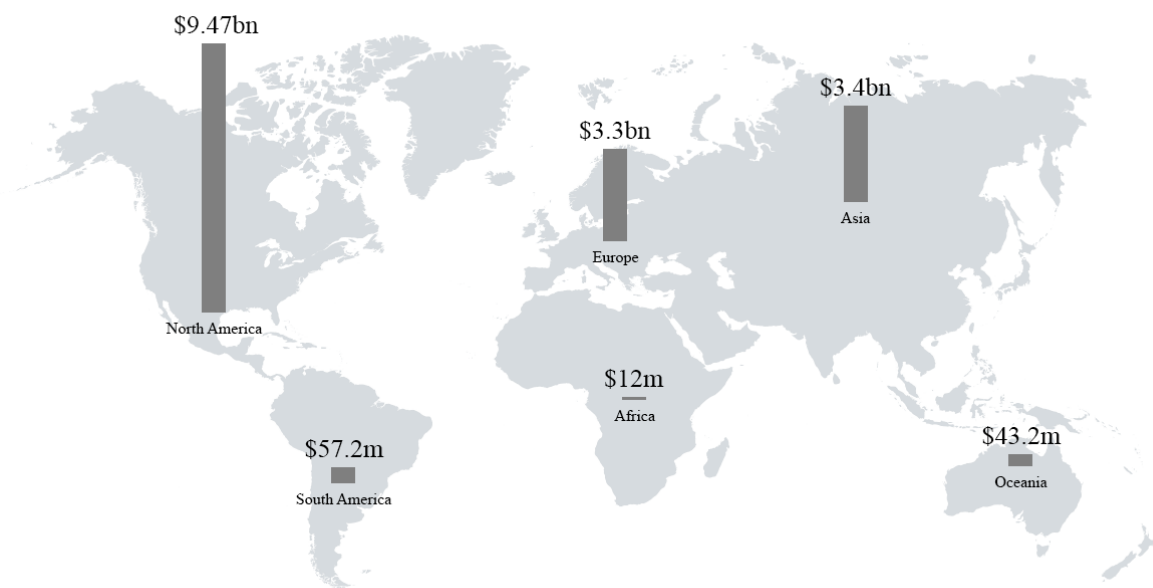 $9.47bn
North America
$3.3bn
Europe
$3.4bn
Asia
$12m
Africa
$57.2m
South America
$43.2m
Oceania